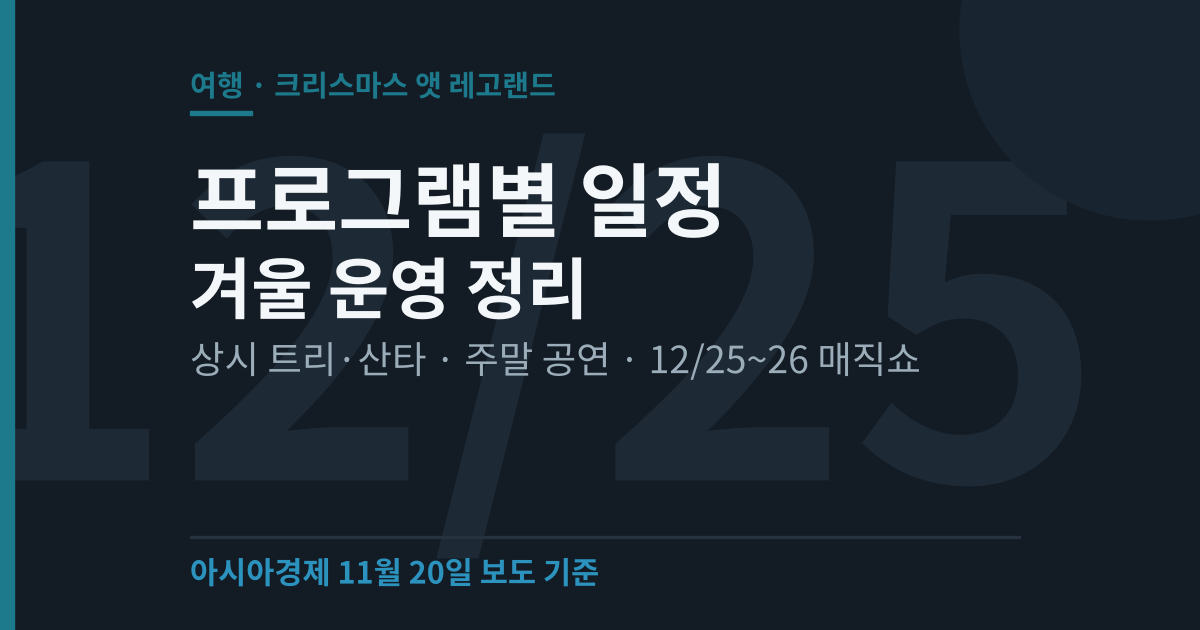 여행 · 크리스마스 앳 레고랜드
프로그램별 일정
겨울 운영 정리
상시 트리·산타 · 주말 공연 · 12/25~26 매직쇼
12/25
아시아경제 11월 20일 보도 기준